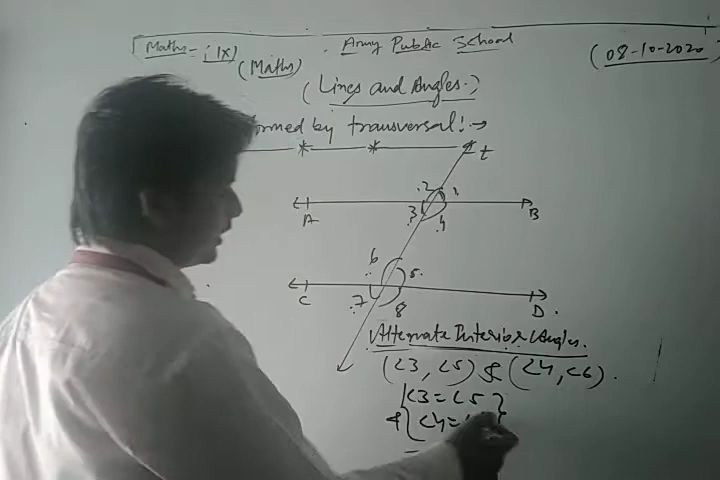 Maths - IX) . Army Public School (08-10-2020)
(Maths)
(Lines and Angles.)
ormed by transversal! →
t
2 1
A 3 4 B
6 5.
C 7 8 D.
Alternate Interior Angles.
(∠3, ∠5) & (∠4, ∠6).
∠3 = ∠5
& ∠4 =